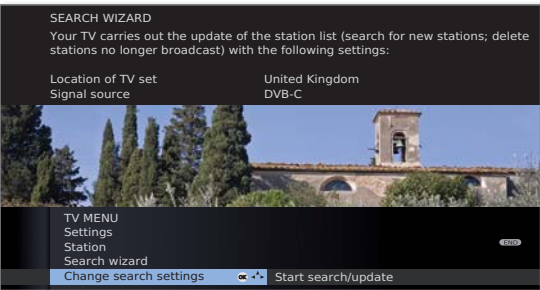 SEARCH WIZARD
Your TV carries out the update of the station list (search for new stations; delete
stations no longer broadcast) with the following settings:
Location of TV set United Kingdom
Signal source DVB-C
TV MENU
Settings
Station
END
Search wizard
Change search settings OK Start search/update